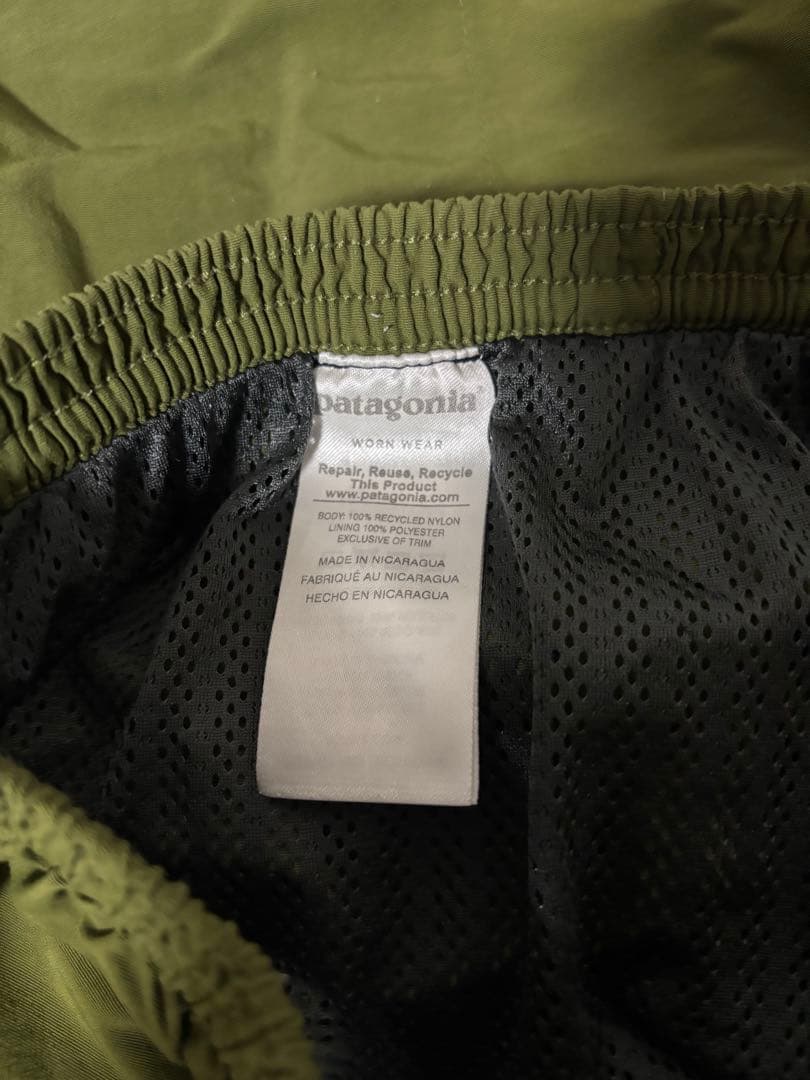 patagonia
WORN WEAR
Repair, Reuse, Recycle
This Product
www.patagonia.com
BODY: 100% RECYCLED NYLON
LINING 100% POLYESTER
EXCLUSIVE OF TRIM
MADE IN NICARAGUA
FABRIQUÉ AU NICARAGUA
HECHO EN NICARAGUA